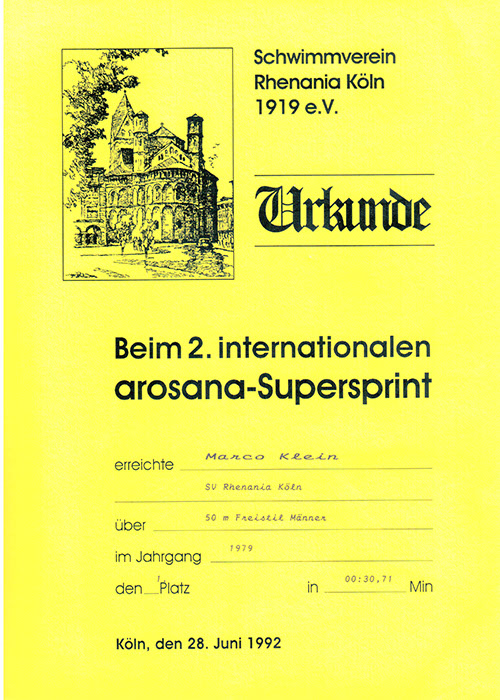 Schwimmverein
Rhenania Köln
1919 e.V.
Urkunde
Beim 2. internationalen
arosana-Supersprint
erreichte Marco Klein
SV Rhenania Köln
über 50 m Freistil Männer
im Jahrgang 1979
den 1 Platz in 00:30,71 Min
Köln, den 28. Juni 1992